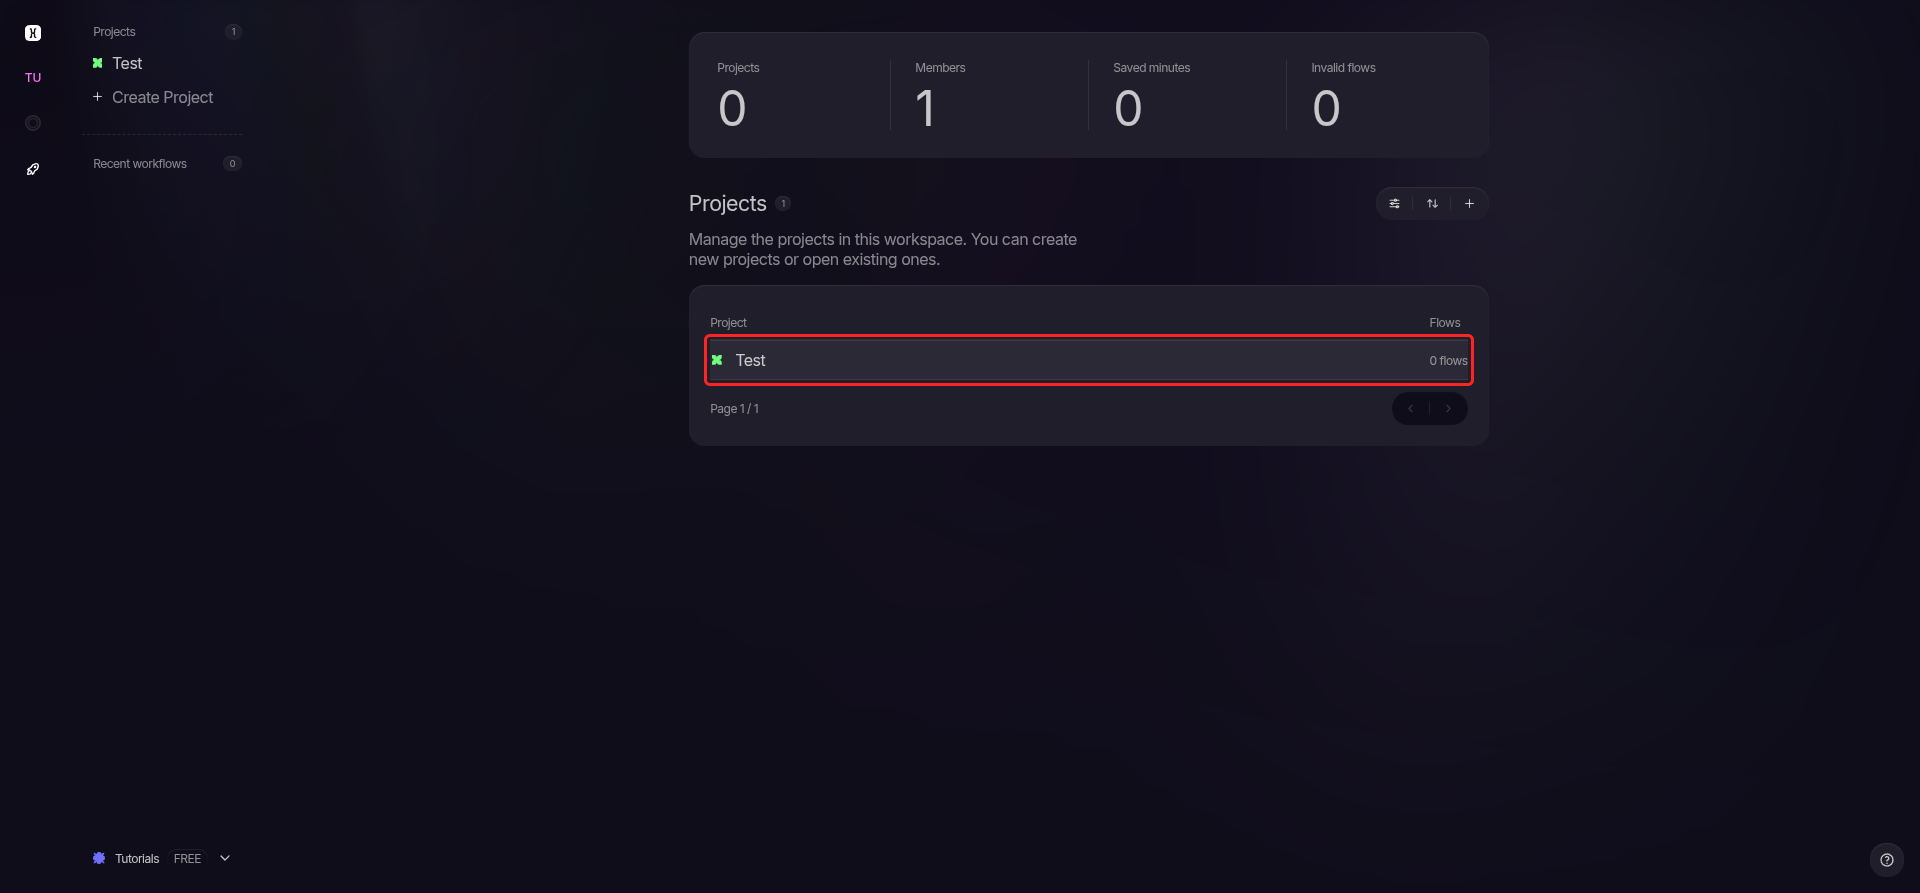 Projects 1
TU
Test
Create Project
Recent workflows 0
Projects Members Saved minutes Invalid flows
0 1 0 0
Projects 1
Manage the projects in this workspace. You can create
new projects or open existing ones.
Project Flows
Test 0 flows
Page 1 / 1
Tutorials FREE